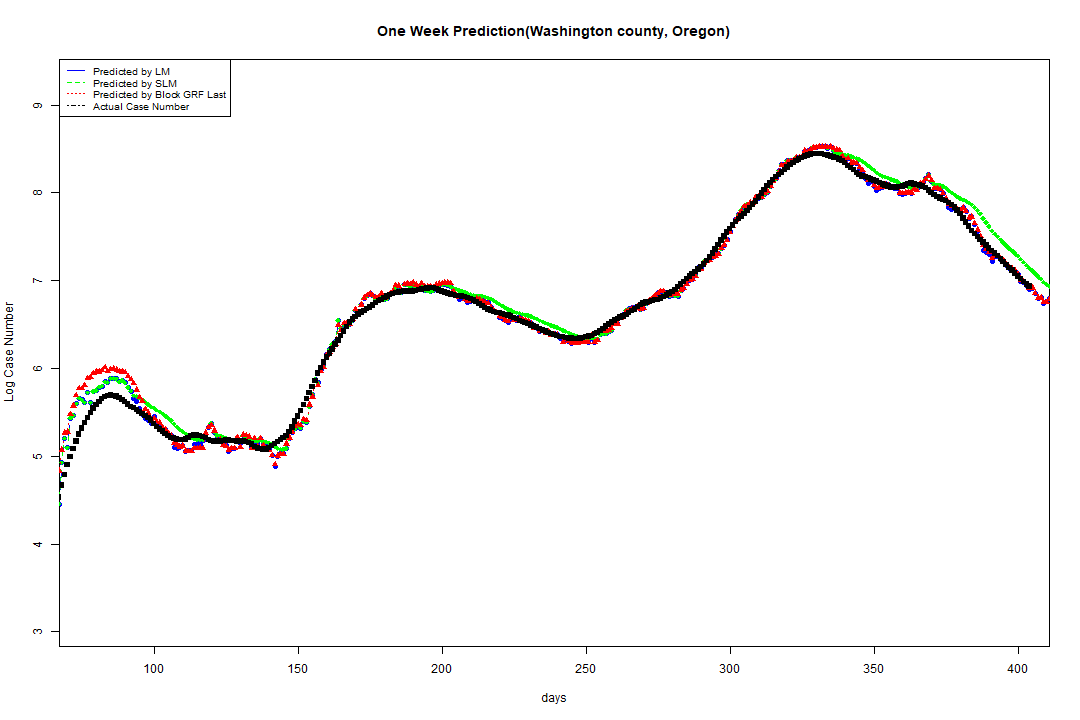 One Week Prediction(Washington county, Oregon)
Predicted by LM
Predicted by SLM
Predicted by Block GRF Last
Actual Case Number
9
8
7
6
5
4
3
Log Case Number
100 150 200 250 300 350 400
days